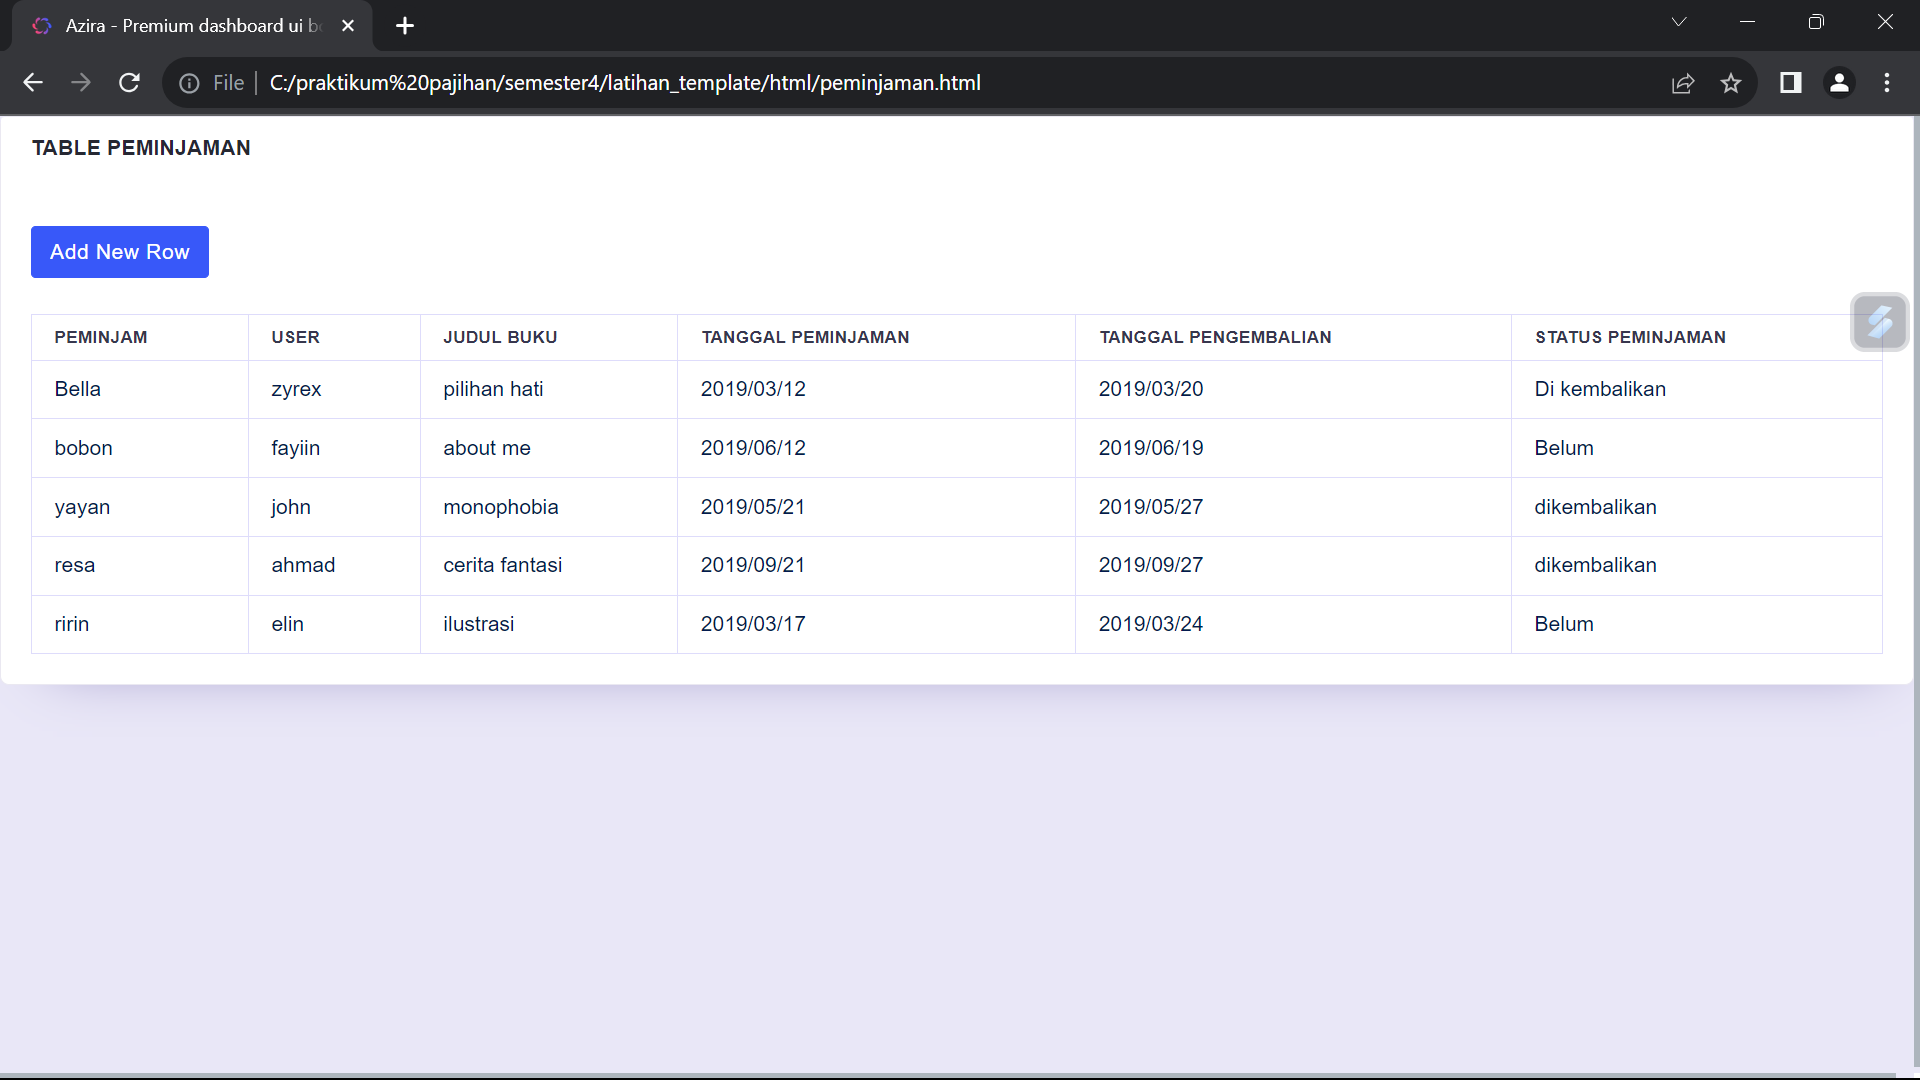 Azira - Premium dashboard ui
File C:/praktikum%20pajihan/semester4/latihan_template/html/peminjaman.html
TABLE PEMINJAMAN
Add New Row
PEMINJAM USER JUDUL BUKU TANGGAL PEMINJAMAN TANGGAL PENGEMBALIAN STATUS PEMINJAMAN
Bella zyrex pilihan hati 2019/03/12 2019/03/20 Di kembalikan
bobon fayiin about me 2019/06/12 2019/06/19 Belum
yayan john monophobia 2019/05/21 2019/05/27 dikembalikan
resa ahmad cerita fantasi 2019/09/21 2019/09/27 dikembalikan
ririn elin ilustrasi 2019/03/17 2019/03/24 Belum